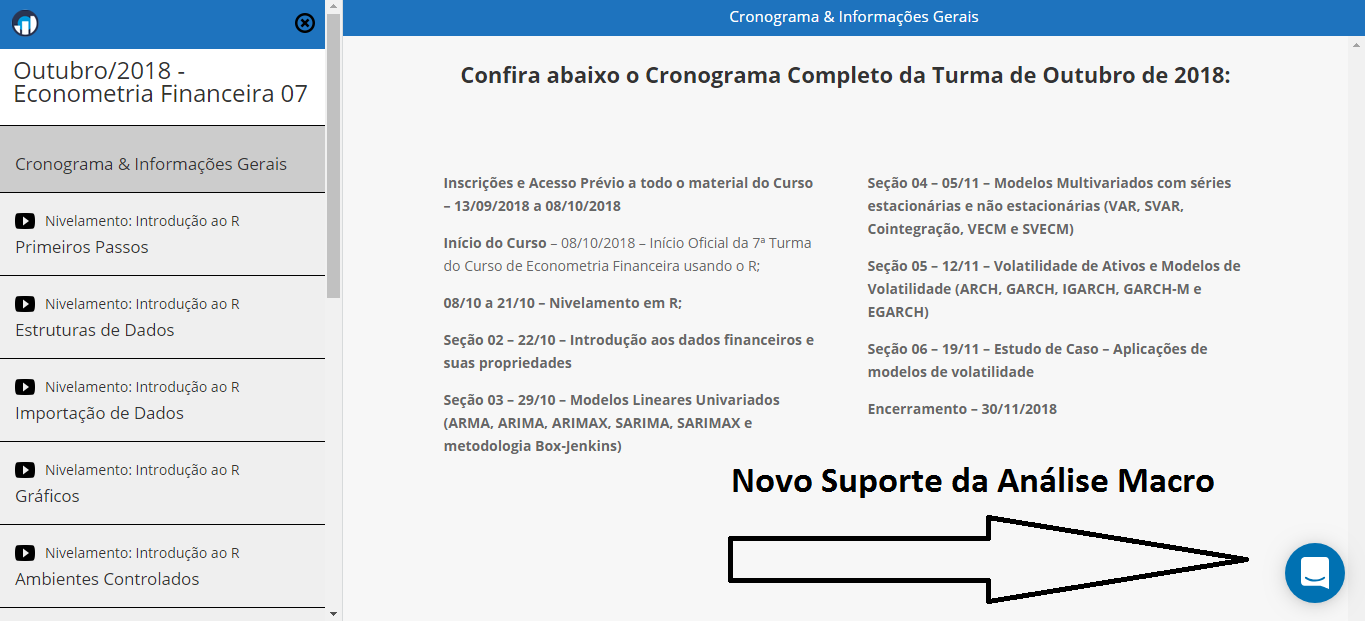 Cronograma & Informações Gerais
Outubro/2018 -
Econometria Financeira 07
Cronograma & Informações Gerais
Nivelamento: Introdução ao R
Primeiros Passos
Nivelamento: Introdução ao R
Estruturas de Dados
Nivelamento: Introdução ao R
Importação de Dados
Nivelamento: Introdução ao R
Gráficos
Nivelamento: Introdução ao R
Ambientes Controlados
Confira abaixo o Cronograma Completo da Turma de Outubro de 2018:
Inscrições e Acesso Prévio a todo o material do Curso
– 13/09/2018 a 08/10/2018
Início do Curso – 08/10/2018 – Início Oficial da 7ª Turma
do Curso de Econometria Financeira usando o R;
08/10 a 21/10 – Nivelamento em R;
Seção 02 – 22/10 – Introdução aos dados financeiros e
suas propriedades
Seção 03 – 29/10 – Modelos Lineares Univariados
(ARMA, ARIMA, ARIMAX, SARIMA, SARIMAX e
metodologia Box-Jenkins)
Seção 04 – 05/11 – Modelos Multivariados com séries
estacionárias e não estacionárias (VAR, SVAR,
Cointegração, VECM e SVECM)
Seção 05 – 12/11 – Volatilidade de Ativos e Modelos de
Volatilidade (ARCH, GARCH, IGARCH, GARCH-M e
EGARCH)
Seção 06 – 19/11 – Estudo de Caso – Aplicações de
modelos de volatilidade
Encerramento – 30/11/2018
Novo Suporte da Análise Macro